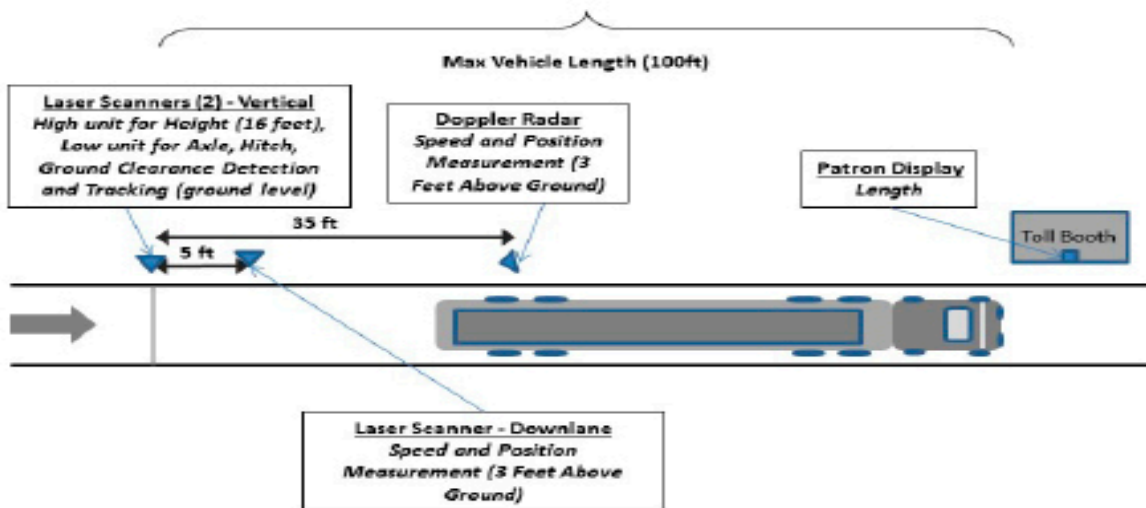 Max Vehicle Length (100ft)
Laser Scanners (2) - Vertical
High unit for Height (16 feet),
Low unit for Axle, Hitch,
Ground Clearance Detection
and Tracking (ground level)
Doppler Radar
Speed and Position
Measurement (3
Feet Above Ground)
Patron Display
Length
35 ft
5 ft
Toll Booth
Laser Scanner - Downlane
Speed and Position
Measurement (3 Feet Above
Ground)